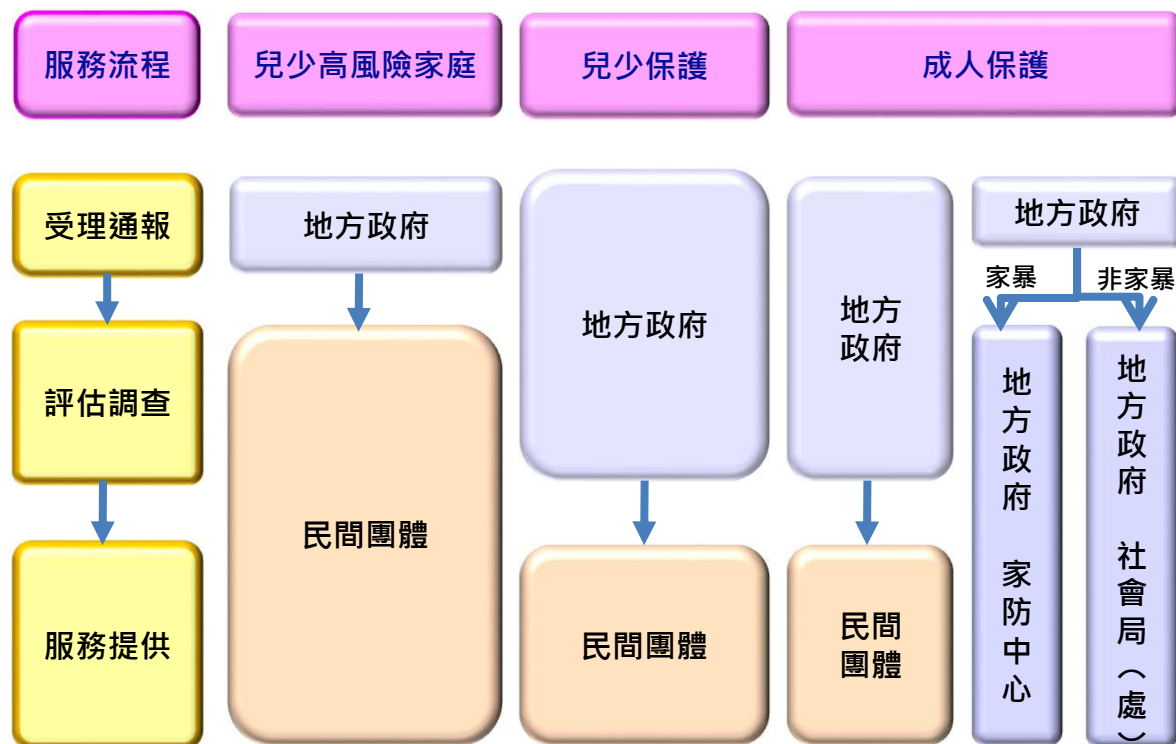 服務流程
兒少高風險家庭
兒少保護
成人保護
受理通報
評估調查
服務提供
地方政府
民間團體
地方政府
民間團體
地方
政府
民間
團體
地方政府
家暴
非家暴
地方政府 家防中心
地方政府 社會局（處）